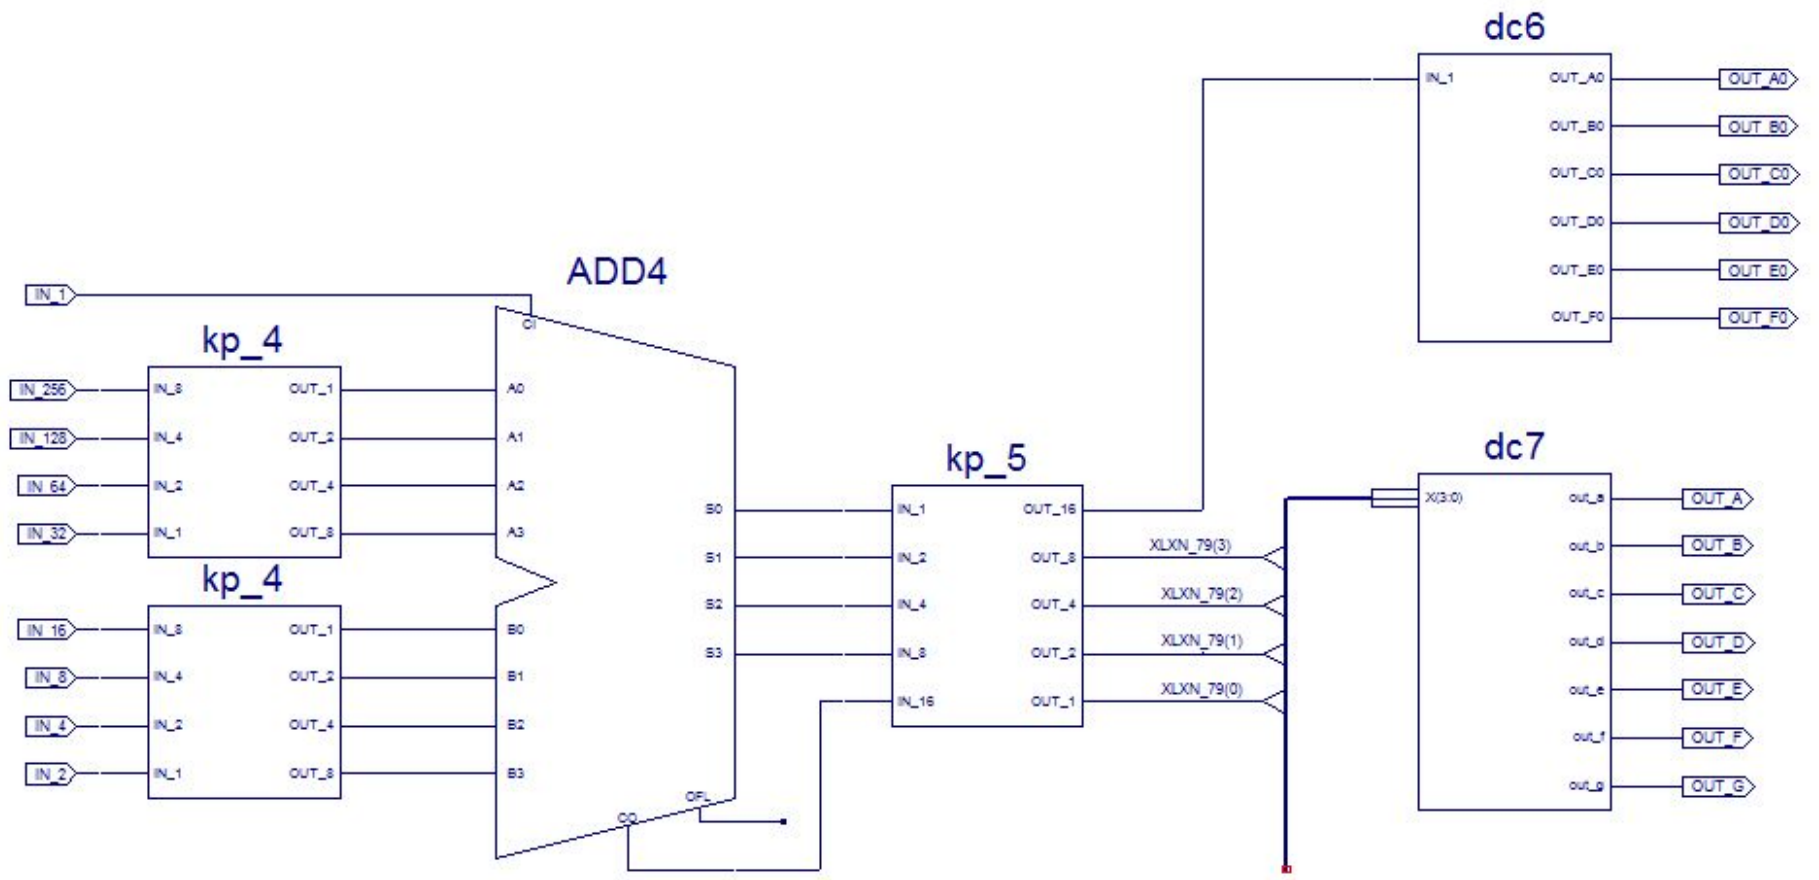 dc6
IN_1
OUT_A0
OUT_A0
OUT_B0
OUT_B0
OUT_C0
OUT_C0
OUT_D0
OUT_D0
OUT_E0
OUT_E0
OUT_F0
OUT_F0
ADD4
IN_1
CI
kp_4
IN_256
IN_8
OUT_1
A0
IN_128
IN_4
OUT_2
A1
IN_64
IN_2
OUT_4
A2
IN_32
IN_1
OUT_8
A3
kp_4
IN_16
IN_8
OUT_1
B0
IN_8
IN_4
OUT_2
B1
IN_4
IN_2
OUT_4
B2
IN_2
IN_1
OUT_8
B3
S0
S1
S2
S3
OFL
CO
kp_5
IN_1
OUT_16
IN_2
OUT_8
XLXN_79(3)
IN_4
OUT_4
XLXN_79(2)
IN_8
OUT_2
XLXN_79(1)
IN_16
OUT_1
XLXN_79(0)
dc7
X(3:0)
out_a
OUT_A
out_b
OUT_B
out_c
OUT_C
out_d
OUT_D
out_e
OUT_E
out_f
OUT_F
out_g
OUT_G